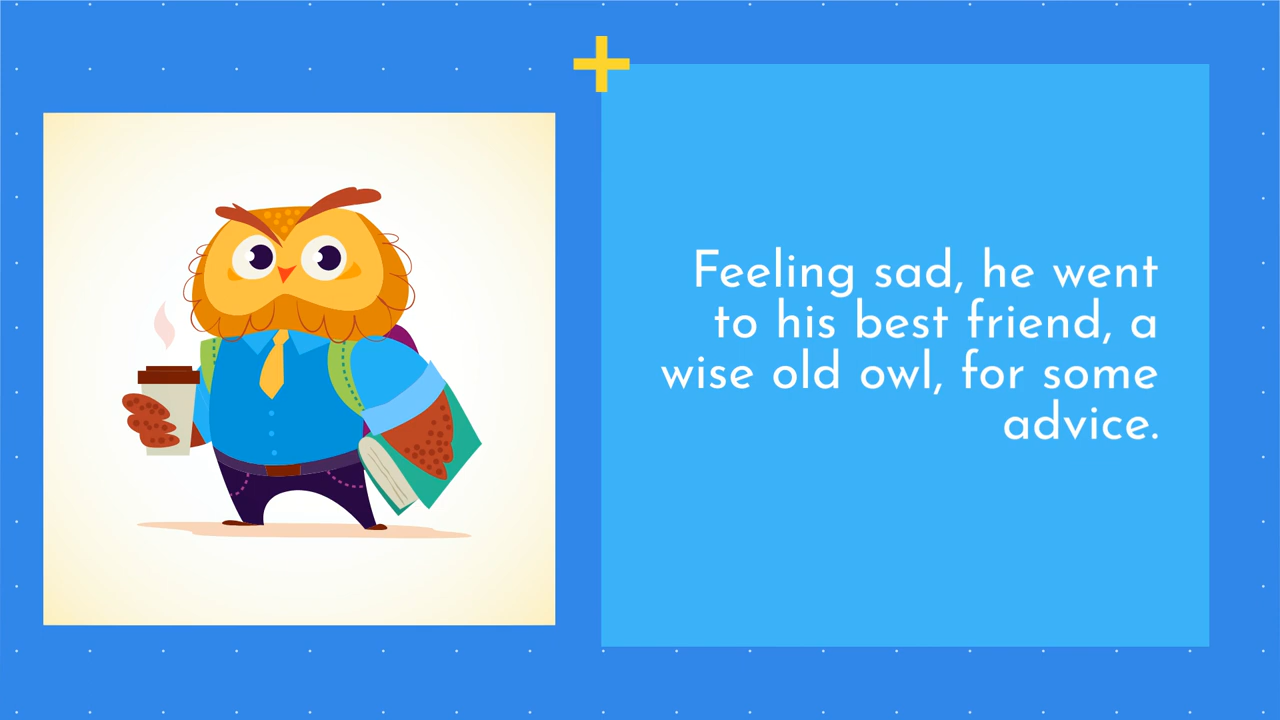 Feeling sad, he went
to his best friend, a
wise old owl, for some
advice.